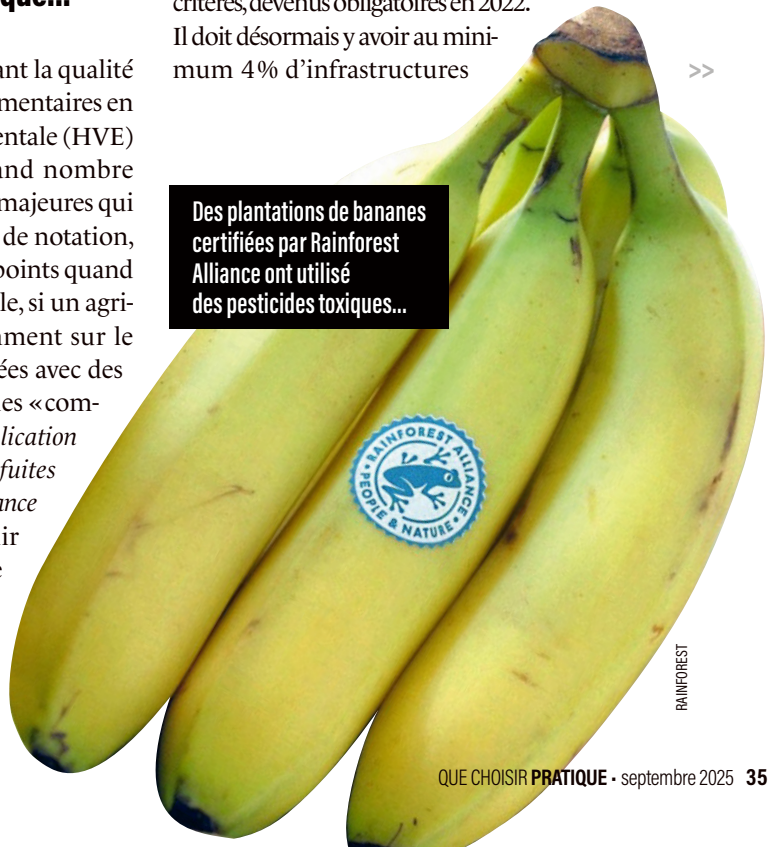 que...
ant la qualité
mentaires en
entale (HVE)
and nombre
majeures qui
de notation,
points quand
le, si un agri-
ment sur le
ées avec des
es «com-
lication
fuites
ance
ir
e
critères, devenus obligatoires en 2022.
Il doit désormais y avoir au mini-
mum 4% d'infrastructures
>>
Des plantations de bananes
certifiées par Rainforest
Alliance ont utilisé
des pesticides toxiques...
RAINFOREST ALLIANCE
PEOPLE & NATURE
RAINFOREST
QUE CHOISIR PRATIQUE • septembre 2025 35